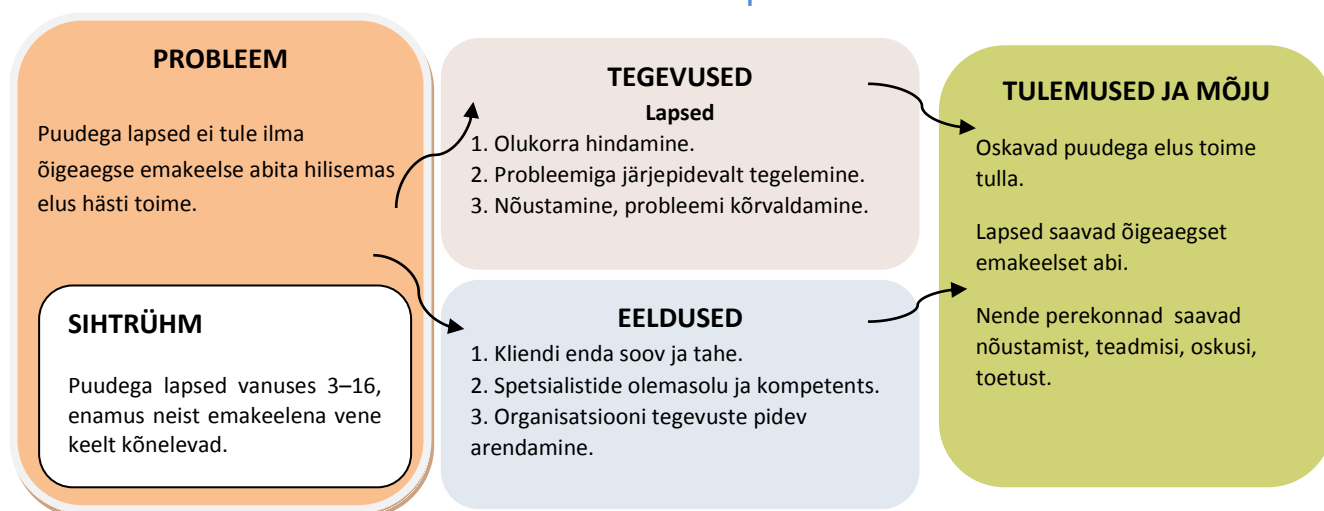 PROBLEEM
Puudega lapsed ei tule ilma
õigeaegse emakeelse abita hilisemas
elus hästi toime.
SIHTRÜHM
Puudega lapsed vanuses 3–16,
enamus neist emakeelena vene
keelt kõnelevad.
TEGEVUSED
Lapsed
1. Olukorra hindamine.
2. Probleemiga järjepidevalt tegelemine.
3. Nõustamine, probleemi kõrvaldamine.
EELDUSED
1. Kliendi enda soov ja tahe.
2. Spetsialistide olemasolu ja kompetents.
3. Organisatsiooni tegevuste pidev
arendamine.
TULEMUSED JA MÕJU
Oskavad puudega elus toime
tulla.
Lapsed saavad õigeaegset
emakeelset abi.
Nende perekonnad saavad
nõustamist, teadmisi, oskusi,
toetust.